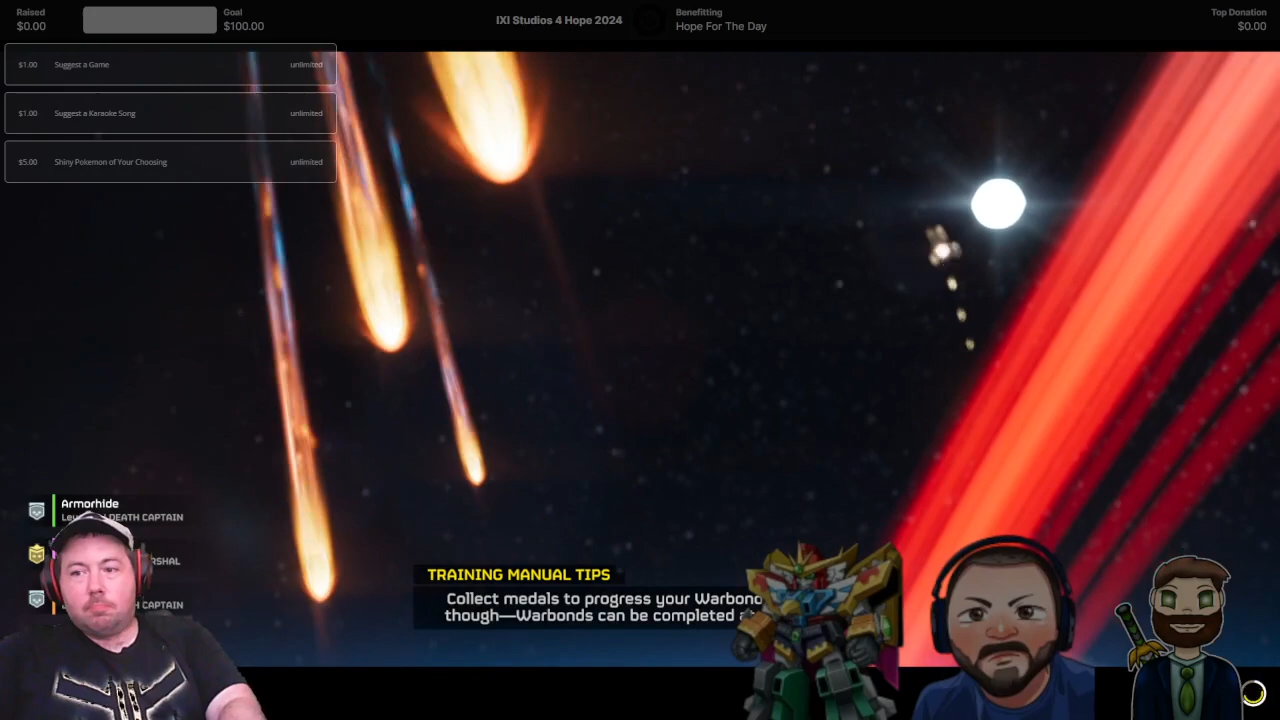 Raised
$0.00
Goal
$100.00
IXI Studios 4 Hope 2024
Benefitting
Hope For The Day
Top Donation
$0.00
$1.00 Suggest a Game unlimited
$1.00 Suggest a Karaoke Song unlimited
$5.00 Shiny Pokemon of Your Choosing unlimited
Armorhide
DEATH CAPTAIN
CAPTAIN
TRAINING MANUAL TIPS
Collect medals to progress your
though—Warbonds can be completed